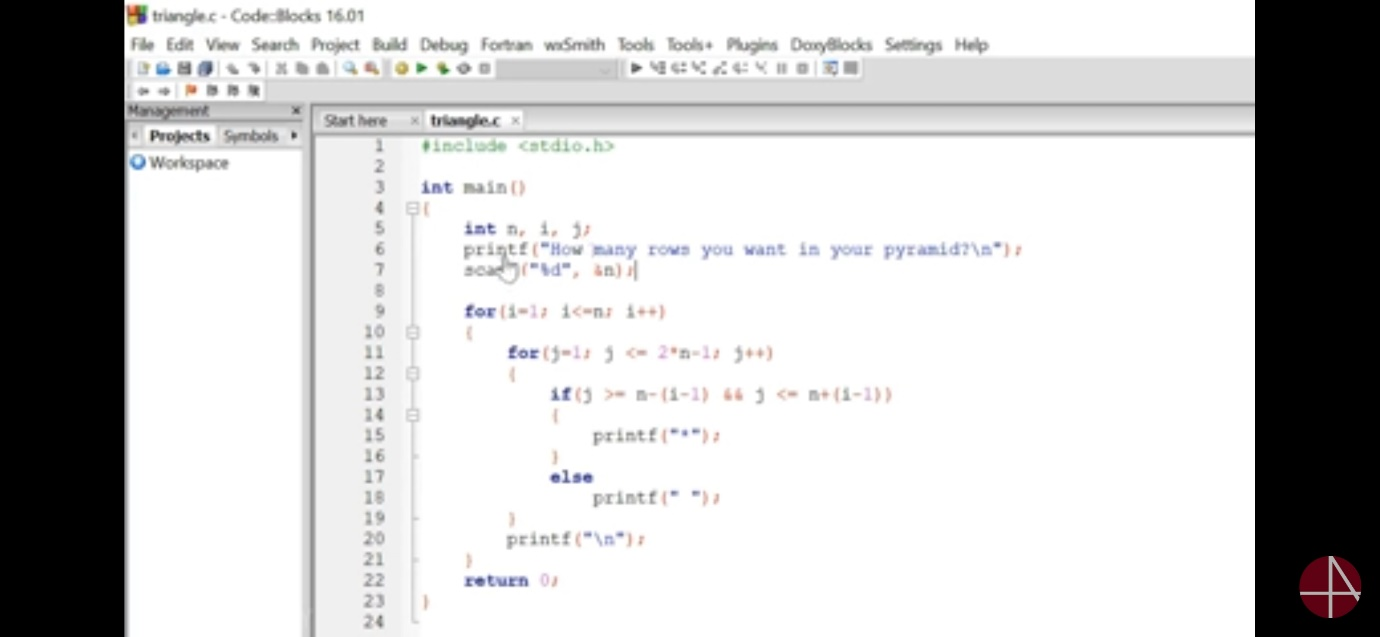 triangle.c - Code::Blocks 16.01
File Edit View Search Project Build Debug Fortran wxSmith Tools Tools+ Plugins DoxyBlocks Settings Help
Management
Projects Symbols
Workspace
Start here triangle.c
1 #include <stdio.h>
2
3 int main()
4 {
5 int n, i, j;
6 printf("How many rows you want in your pyramid?\n");
7 ("%d", &n);
8
9 for(i=1; i<=n; i++)
10 {
11 for(j=1; j <= 2*n-1; j++)
12 {
13 if(j >= n-(i-1) && j <= n+(i-1))
14 {
15 printf("*");
16 }
17 else
18 printf(" ");
19 }
20 printf("\n");
21 }
22 return 0;
23 }
24